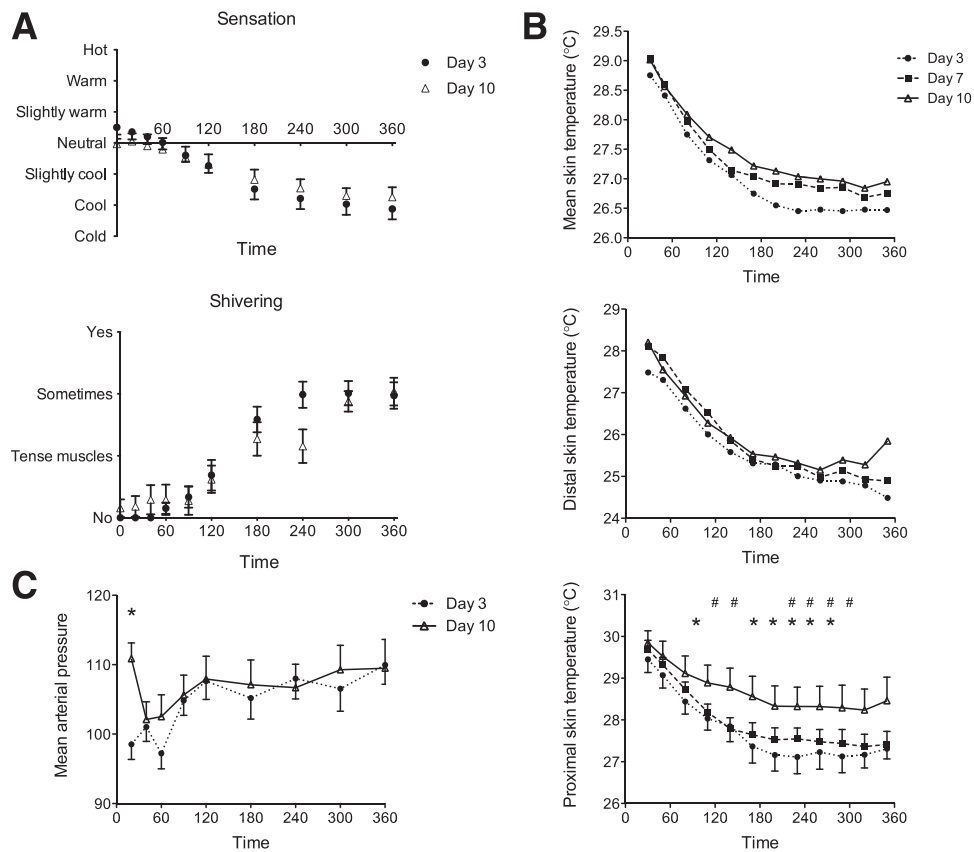 A
Sensation
Hot
Warm
Slightly warm
Neutral
Slightly cool
Cool
Cold
60 120 180 240 300 360
Time
Day 3
Day 10
Shivering
Yes
Sometimes
Tense muscles
No
60 120 180 240 300 360
Time
B
Mean skin temperature (°C)
29.5
29.0
28.5
28.0
27.5
27.0
26.5
26.0
0 60 120 180 240 300 360
Time
Day 3
Day 7
Day 10
Distal skin temperature (°C)
29
28
27
26
25
24
0 60 120 180 240 300 360
Time
Proximal skin temperature (°C)
31
30
29
28
27
26
# # # # # #
* * * * * *
0 60 120 180 240 300 360
Time
C
Mean arterial pressure
120
110
100
90
*
0 60 120 180 240 300 360
Time
Day 3
Day 10